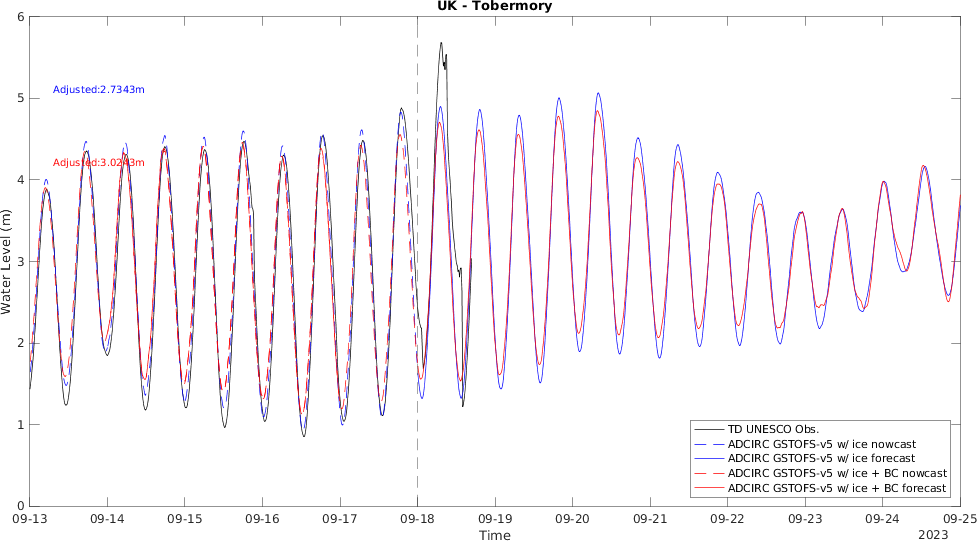 UK - Tobermory
6
5
4
3
2
1
0
Water Level (m)
Adjusted:2.7343m
Adjusted:3.0243m
TD UNESCO Obs.
ADCIRC GSTOFS-v5 w/ ice nowcast
ADCIRC GSTOFS-v5 w/ ice forecast
ADCIRC GSTOFS-v5 w/ ice + BC nowcast
ADCIRC GSTOFS-v5 w/ ice + BC forecast
09-13 09-14 09-15 09-16 09-17 09-18 09-19 09-20 09-21 09-22 09-23 09-24 09-25
Time
2023